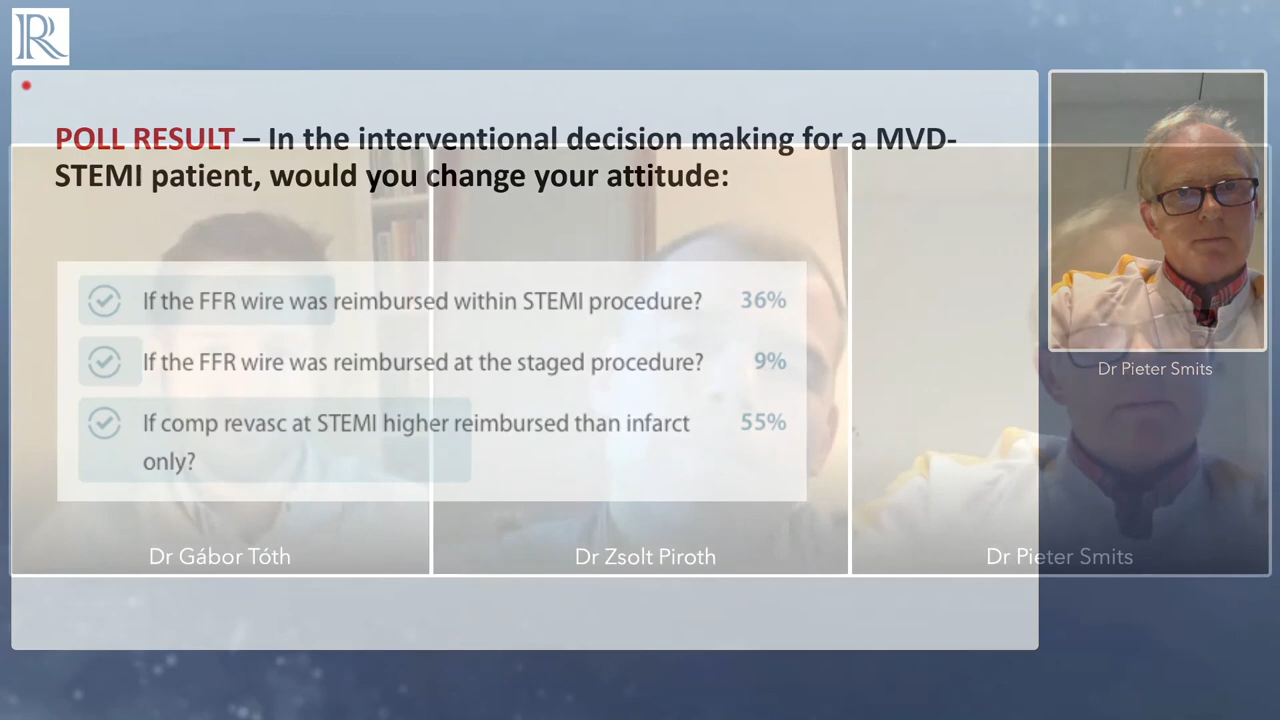 R
POLL RESULT – In the interventional decision making for a MVD-
STEMI patient, would you change your attitude:
If the FFR wire was reimbursed within STEMI procedure? 36%
If the FFR wire was reimbursed at the staged procedure? 9%
If comp revasc at STEMI higher reimbursed than infarct 55%
only?
Dr Pieter Smits
Dr Gábor Tóth
Dr Zsolt Piroth
Dr Pieter Smits